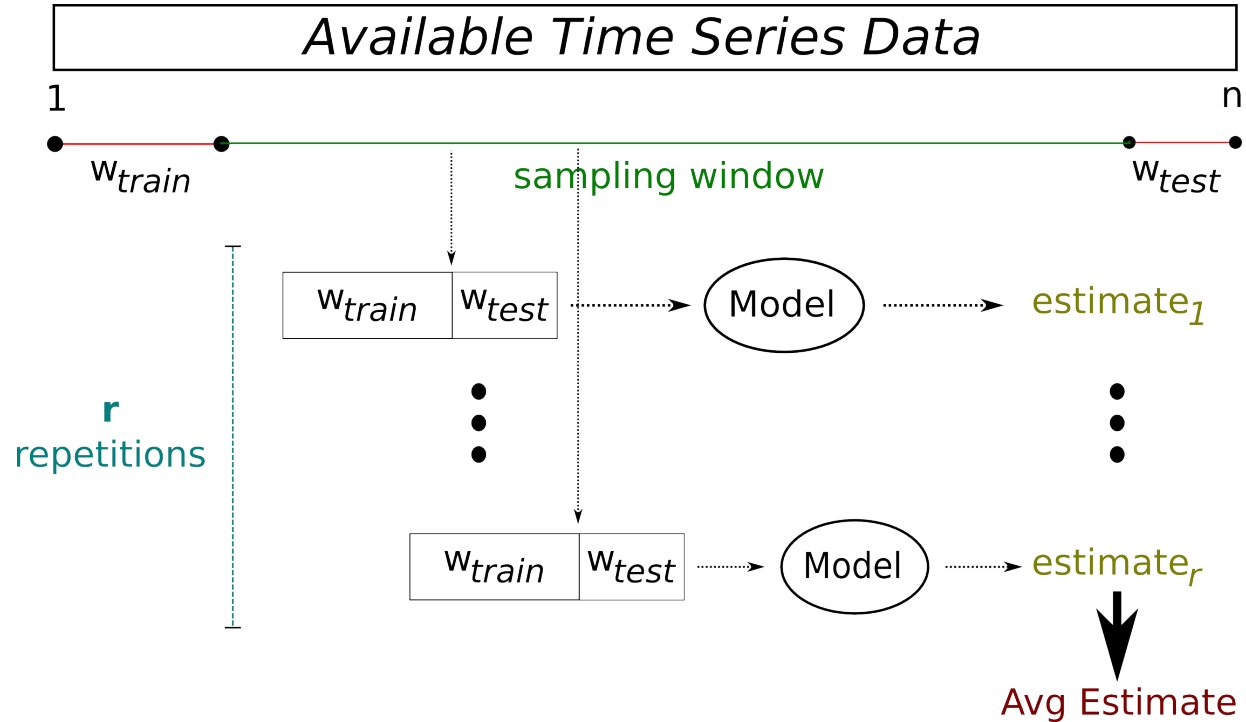 Available Time Series Data
1 n
w_train sampling window w_test
w_train w_test Model estimate_1
r
repetitions
w_train w_test Model estimate_r
Avg Estimate